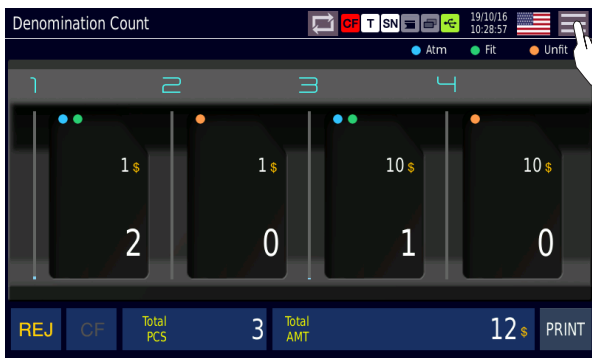 Denomination Count
CF T SN
19/10/16
10:28:57
Atm Fit Unfit
1 2 3 4
1 $ 1 $ 10 $ 10 $
2 0 1 0
REJ CF Total PCS 3 Total AMT 12 $ PRINT